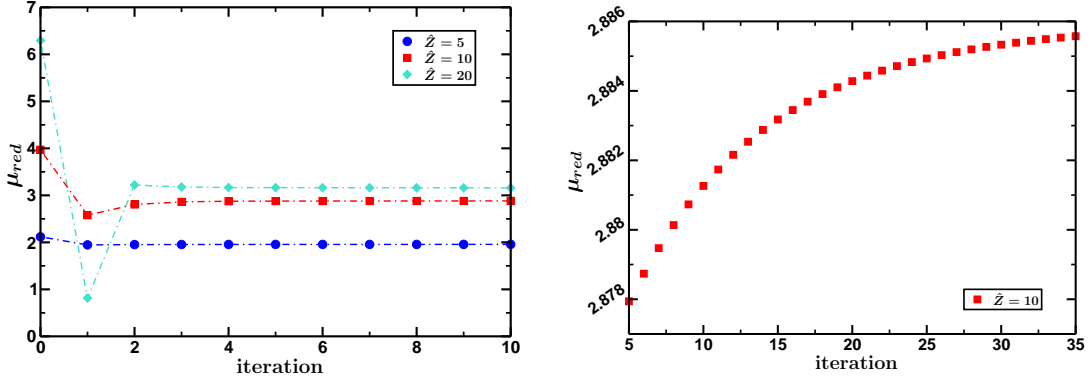 7
6
5
4
3
2
1
0
μ_red
Ẑ = 5
Ẑ = 10
Ẑ = 20
0 2 4 6 8 10
iteration
2.886
2.884
2.882
2.88
2.878
μ_red
Ẑ = 10
5 10 15 20 25 30 35
iteration